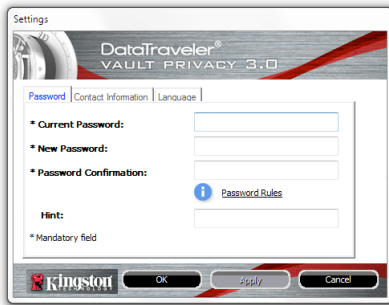 Settings
DataTraveler®
VAULT PRIVACY 3.0
Password Contact Information Language
* Current Password:
* New Password:
* Password Confirmation:
i Password Rules
Hint:
* Mandatory field
Kingston OK Apply Cancel
TECHNOLOGY